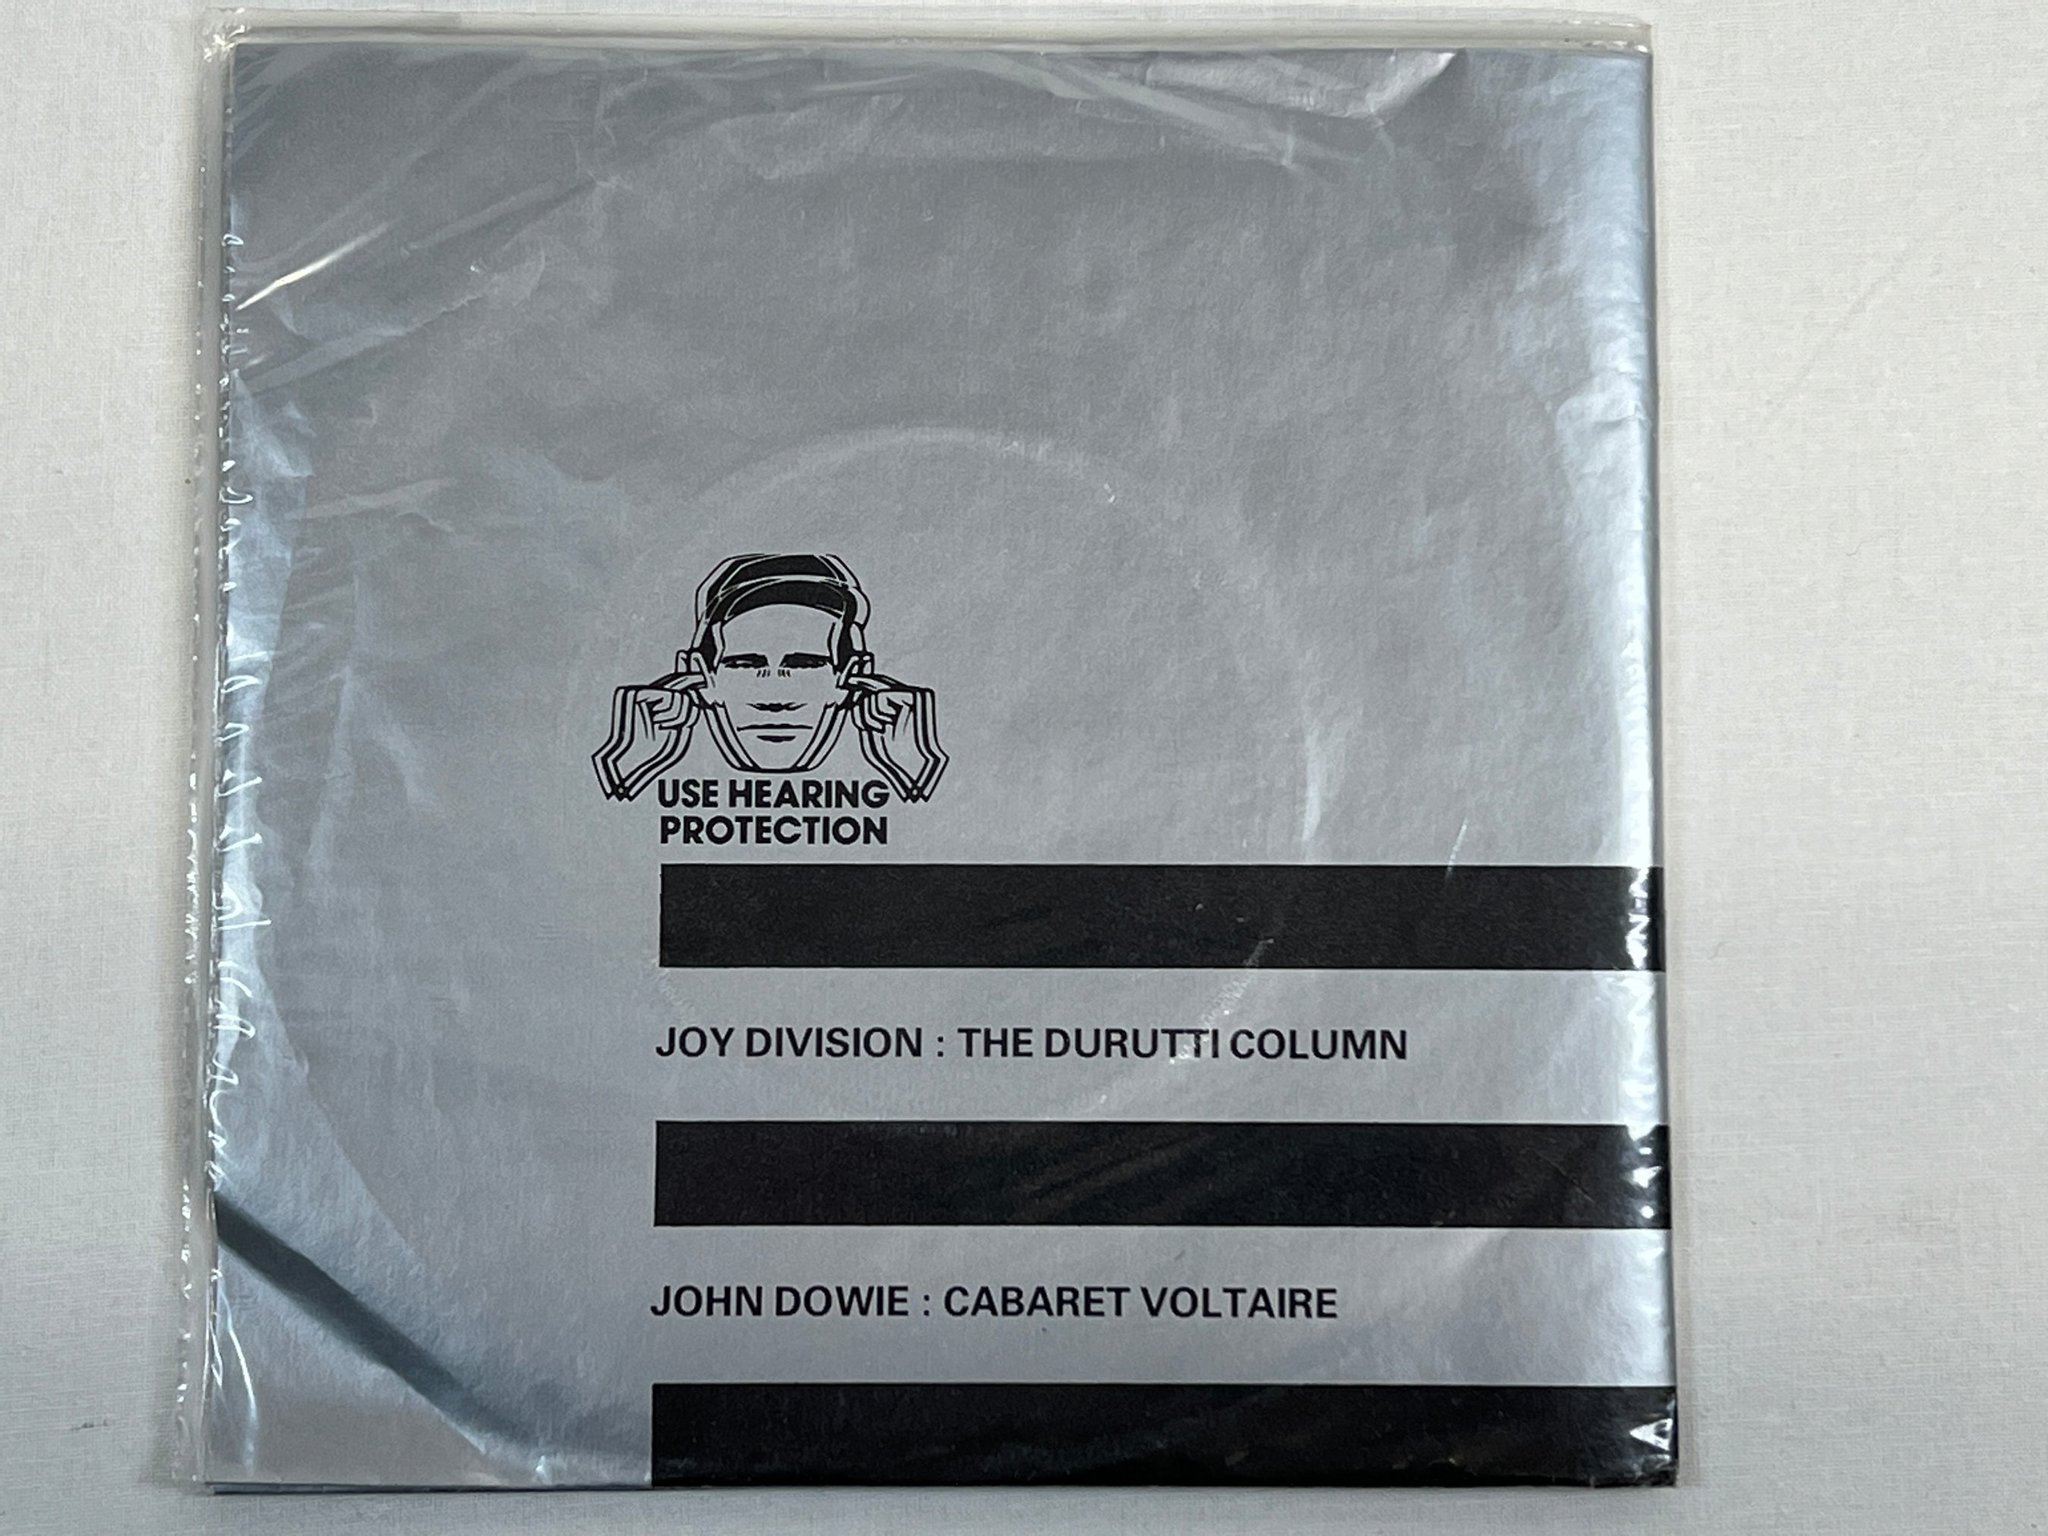 USE HEARING
PROTECTION
JOY DIVISION : THE DURUTTI COLUMN
JOHN DOWIE : CABARET VOLTAIRE